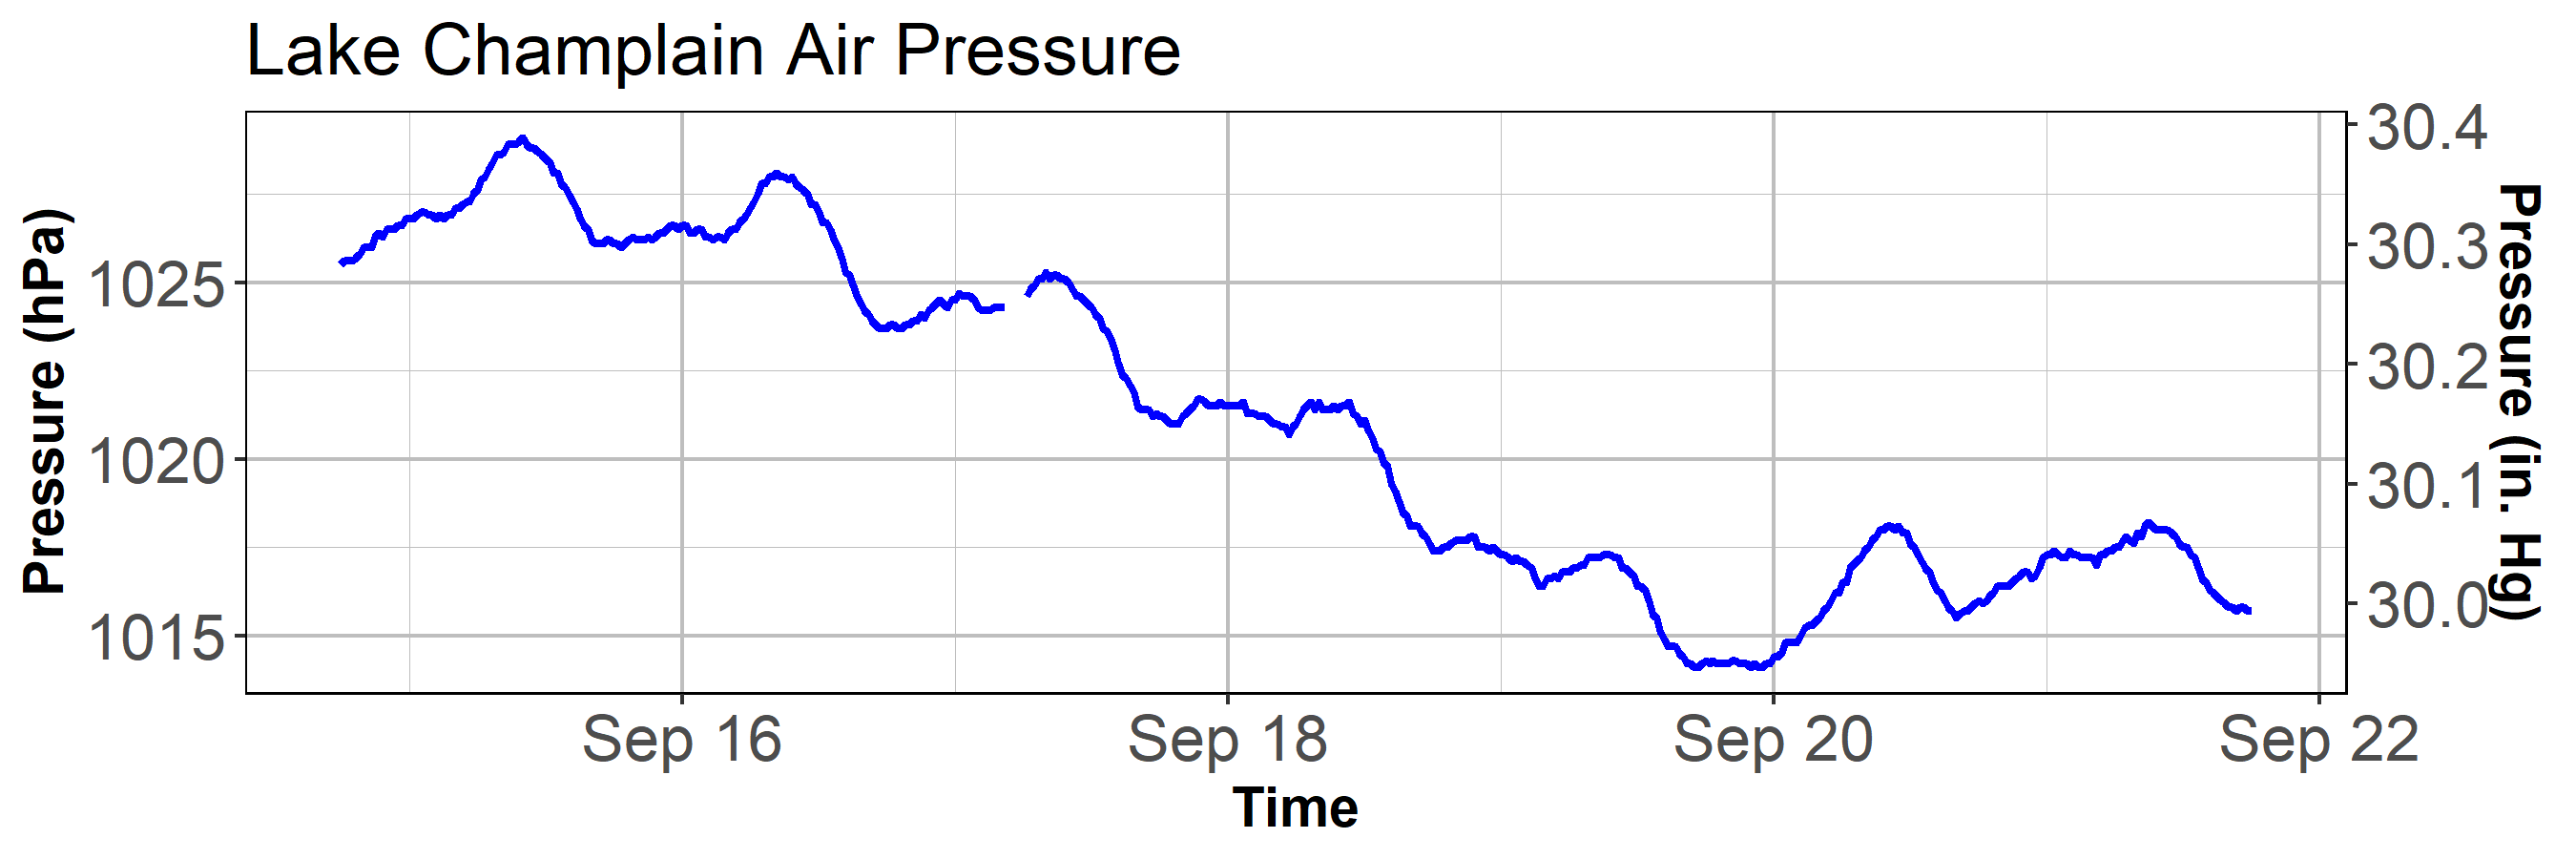 Lake Champlain Air Pressure
Pressure (hPa)
1025
1020
1015
30.4
30.3
30.2
30.1
30.0
Pressure (in. Hg)
Sep 16
Sep 18
Sep 20
Sep 22
Time